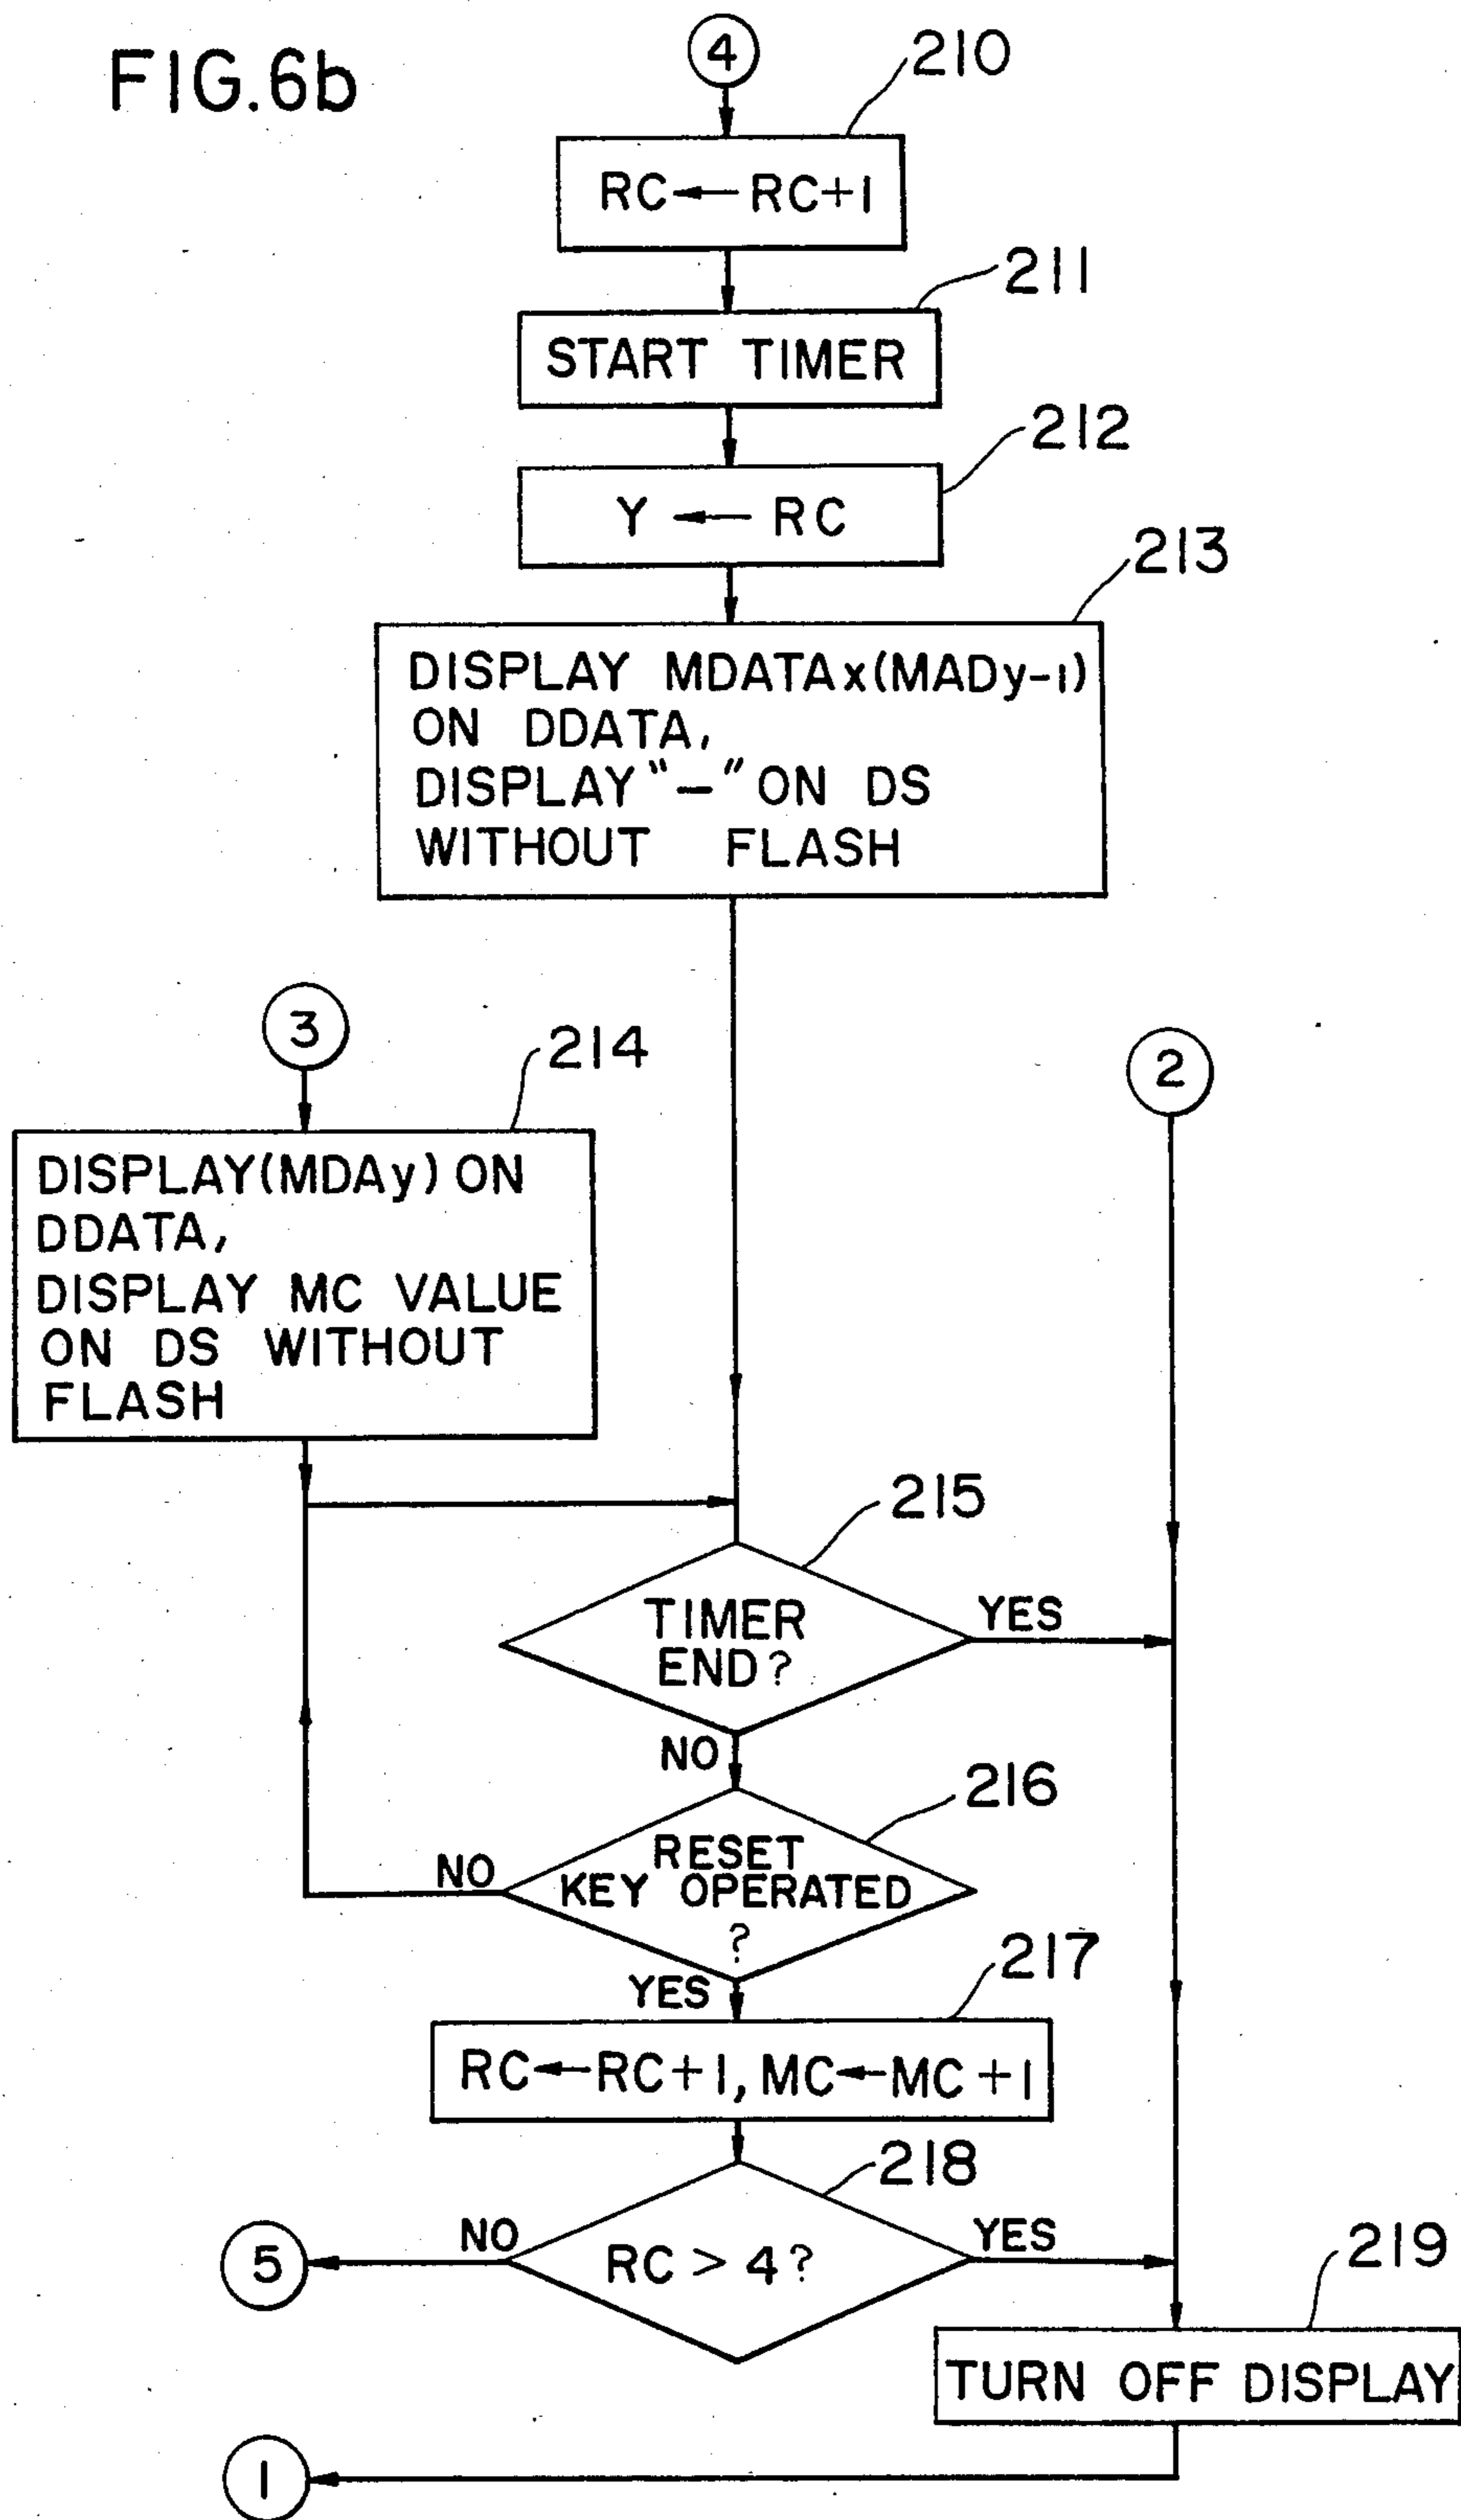 FIG.6b
4
210
RC←RC+1
211
START TIMER
212
Y ← RC
213
DISPLAY MDATAx(MADy-1)
ON DDATA,
DISPLAY "—" ON DS
WITHOUT FLASH
3
214
2
DISPLAY(MDAy) ON
DDATA,
DISPLAY MC VALUE
ON DS WITHOUT
FLASH
215
TIMER
END?
YES
NO
216
RESET
KEY OPERATED
?
NO
YES
217
RC←RC+1, MC←MC+1
218
RC > 4?
NO
YES
5
219
TURN OFF DISPLAY
1